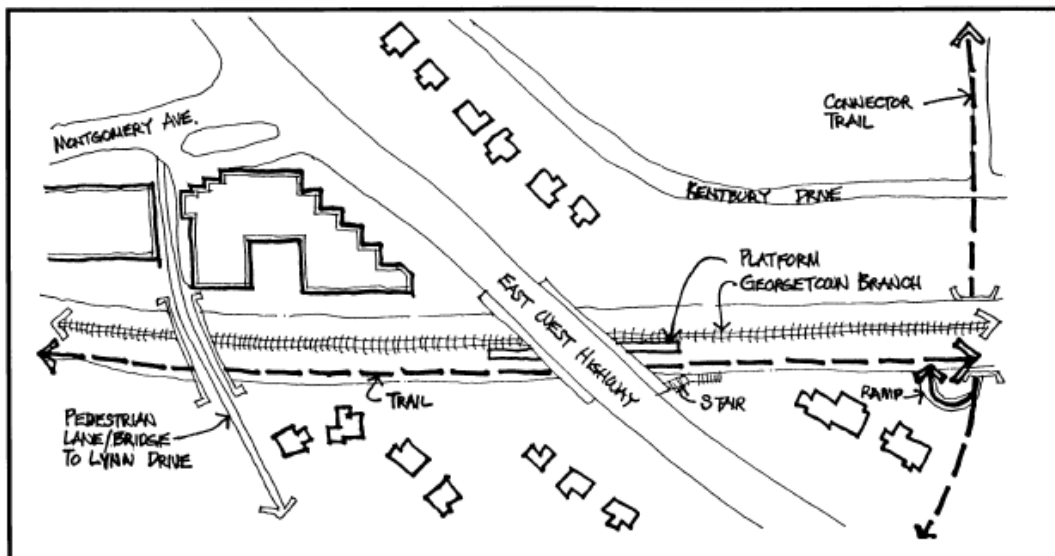 MONTGOMERY AVE.
CONNECTOR
TRAIL
KENTBURY DRIVE
PLATFORM
GEORGETOWN BRANCH
EAST WEST HIGHWAY
TRAIL
STAIR
RAMP
PEDESTRIAN
LANE/BRIDGE
TO LYNN DRIVE